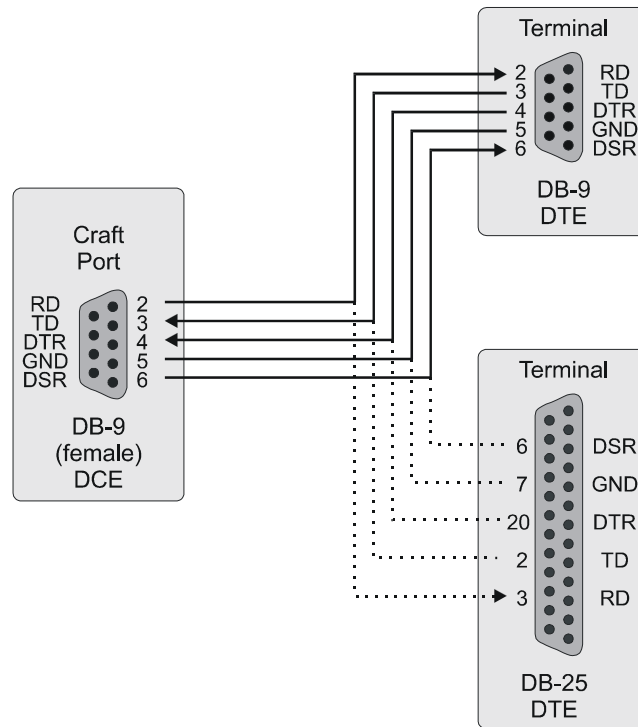 Terminal
2 RD
3 TD
4 DTR
5 GND
6 DSR
DB-9
DTE
Craft
Port
RD 2
TD 3
DTR 4
GND 5
DSR 6
DB-9
(female)
DCE
Terminal
6 DSR
7 GND
20 DTR
2 TD
3 RD
DB-25
DTE